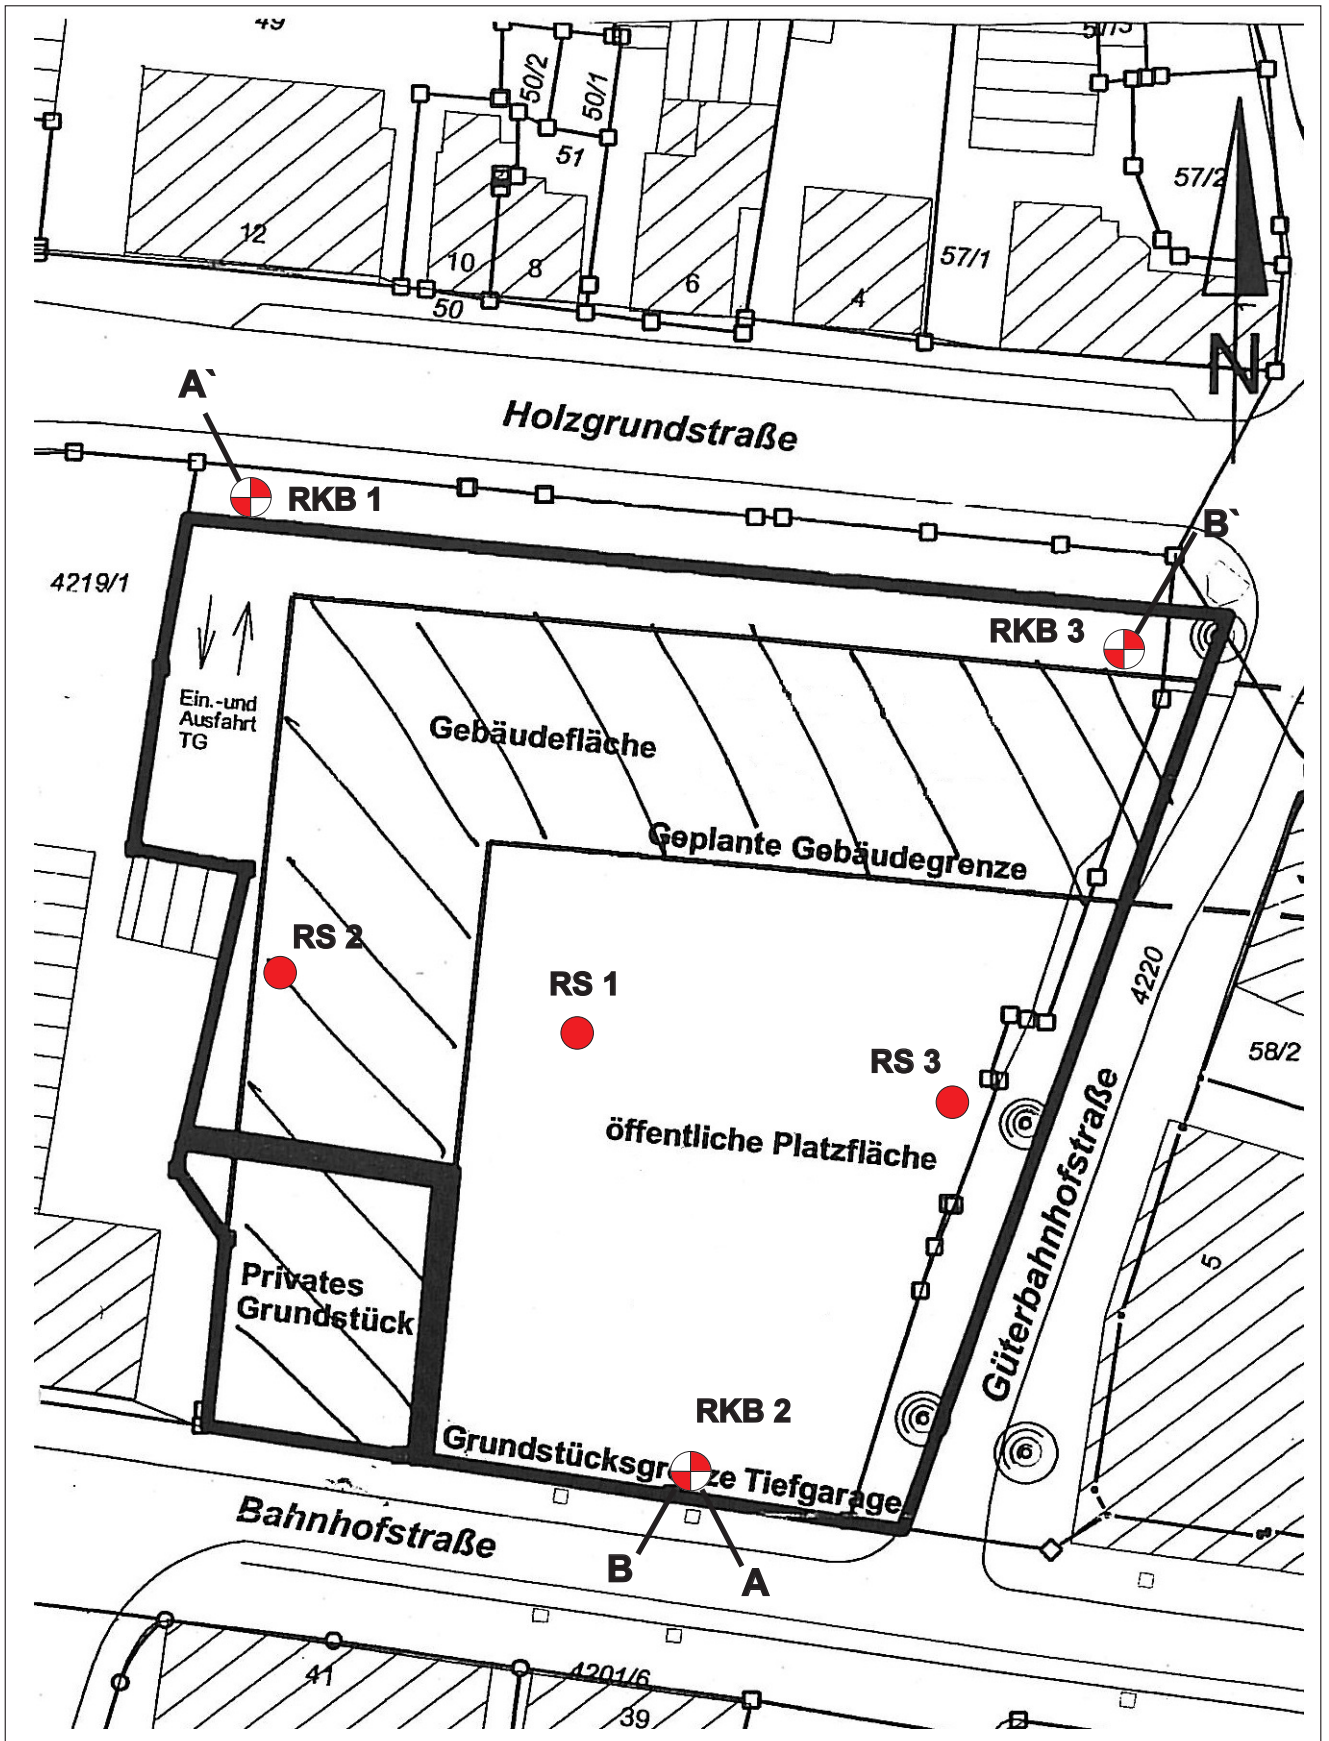 49
50/2
50/1
51
57/2
12
10
8
6
4
57/1
50
N
A`
Holzgrundstraße
RKB 1
B`
4219/1
RKB 3
Ein.-und
Ausfahrt
TG
Gebäudefläche
Geplante Gebäudegrenze
RS 2
RS 1
4220
RS 3
58/2
öffentliche Platzfläche
Güterbahnhofstraße
5
Privates
Grundstück
RKB 2
Grundstücksgrenze Tiefgarage
Bahnhofstraße
B
A
41
4201/6
39